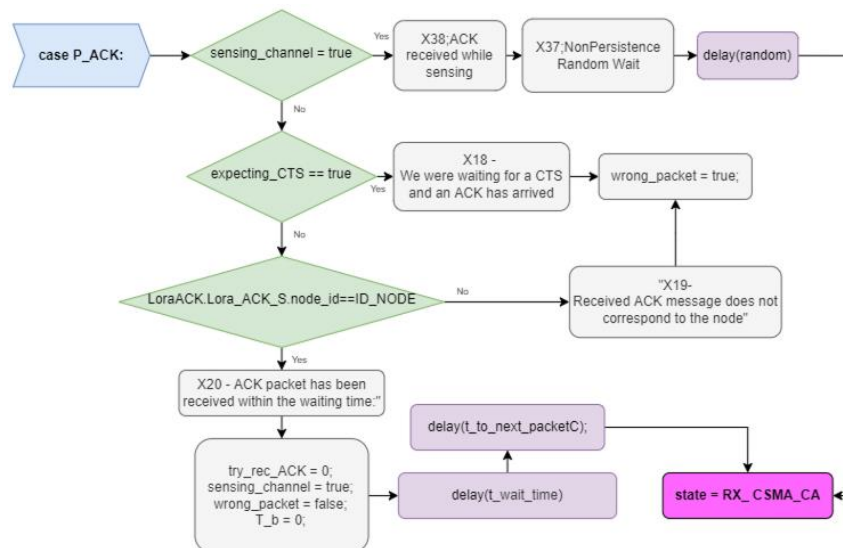 case P_ACK:
sensing_channel = true
Yes
X38;ACK
received while
sensing
X37;NonPersistence
Random Wait
delay(random)
No
expecting_CTS == true
Yes
X18 -
We were waiting for a CTS
and an ACK has arrived
wrong_packet = true;
No
LoraACK.Lora_ACK_S.node_id==ID_NODE
No
"X19-
Received ACK message does not
correspond to the node"
Yes
X20 - ACK packet has been
received within the waiting time:"
try_rec_ACK = 0;
sensing_channel = true;
wrong_packet = false;
T_b = 0;
delay(t_wait_time)
delay(t_to_next_packetC);
state = RX_ CSMA_CA